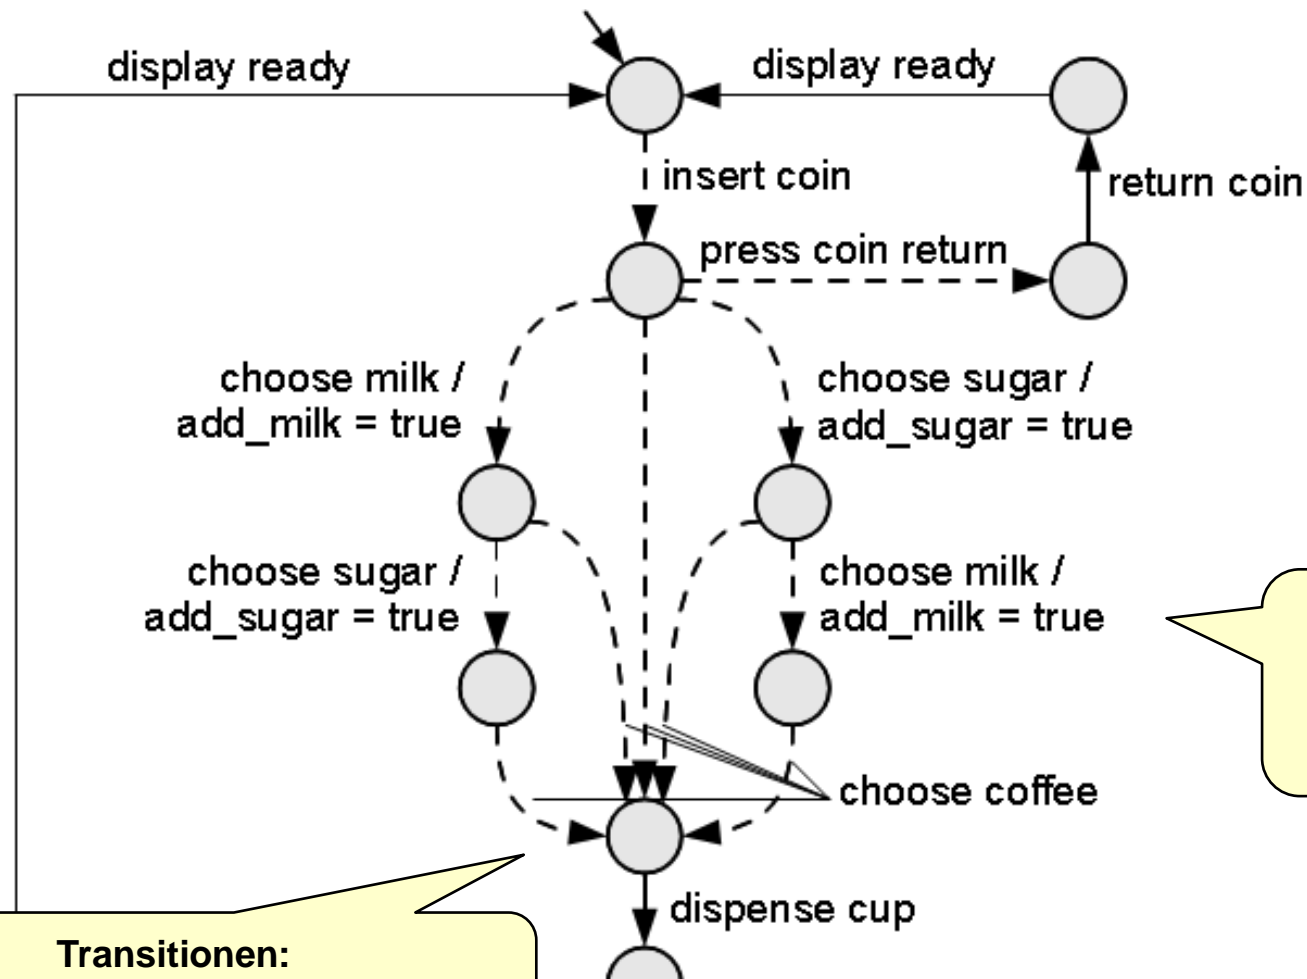 display ready
display ready
insert coin
return coin
press coin return
choose milk /
add_milk = true
choose sugar /
add_sugar = true
choose sugar /
add_sugar = true
choose milk /
add_milk = true
choose coffee
dispense cup
Transitionen: